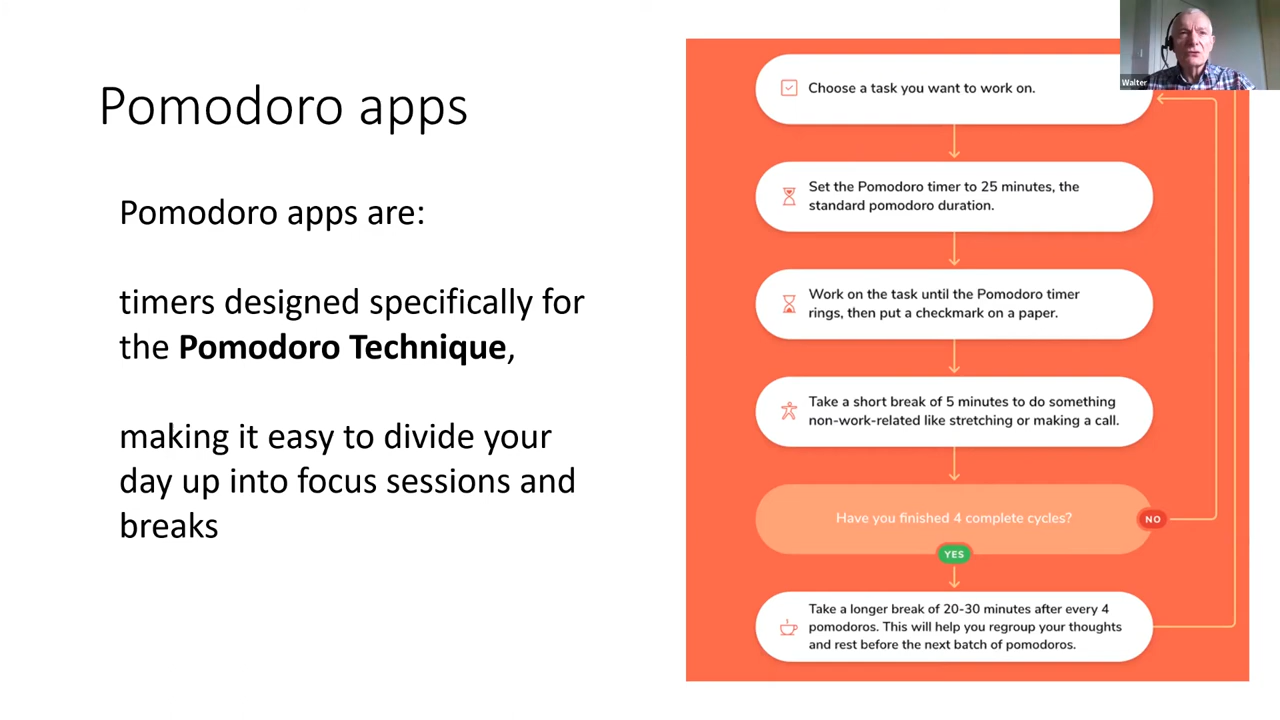 Pomodoro apps
Pomodoro apps are:
timers designed specifically for
the Pomodoro Technique,
making it easy to divide your
day up into focus sessions and
breaks
Choose a task you want to work on.
Set the Pomodoro timer to 25 minutes, the
standard pomodoro duration.
Work on the task until the Pomodoro timer
rings, then put a checkmark on a paper.
Take a short break of 5 minutes to do something
non-work-related like stretching or making a call.
Have you finished 4 complete cycles?
NO
YES
Take a longer break of 20-30 minutes after every 4
pomodoros. This will help you regroup your thoughts
and rest before the next batch of pomodoros.
Walter